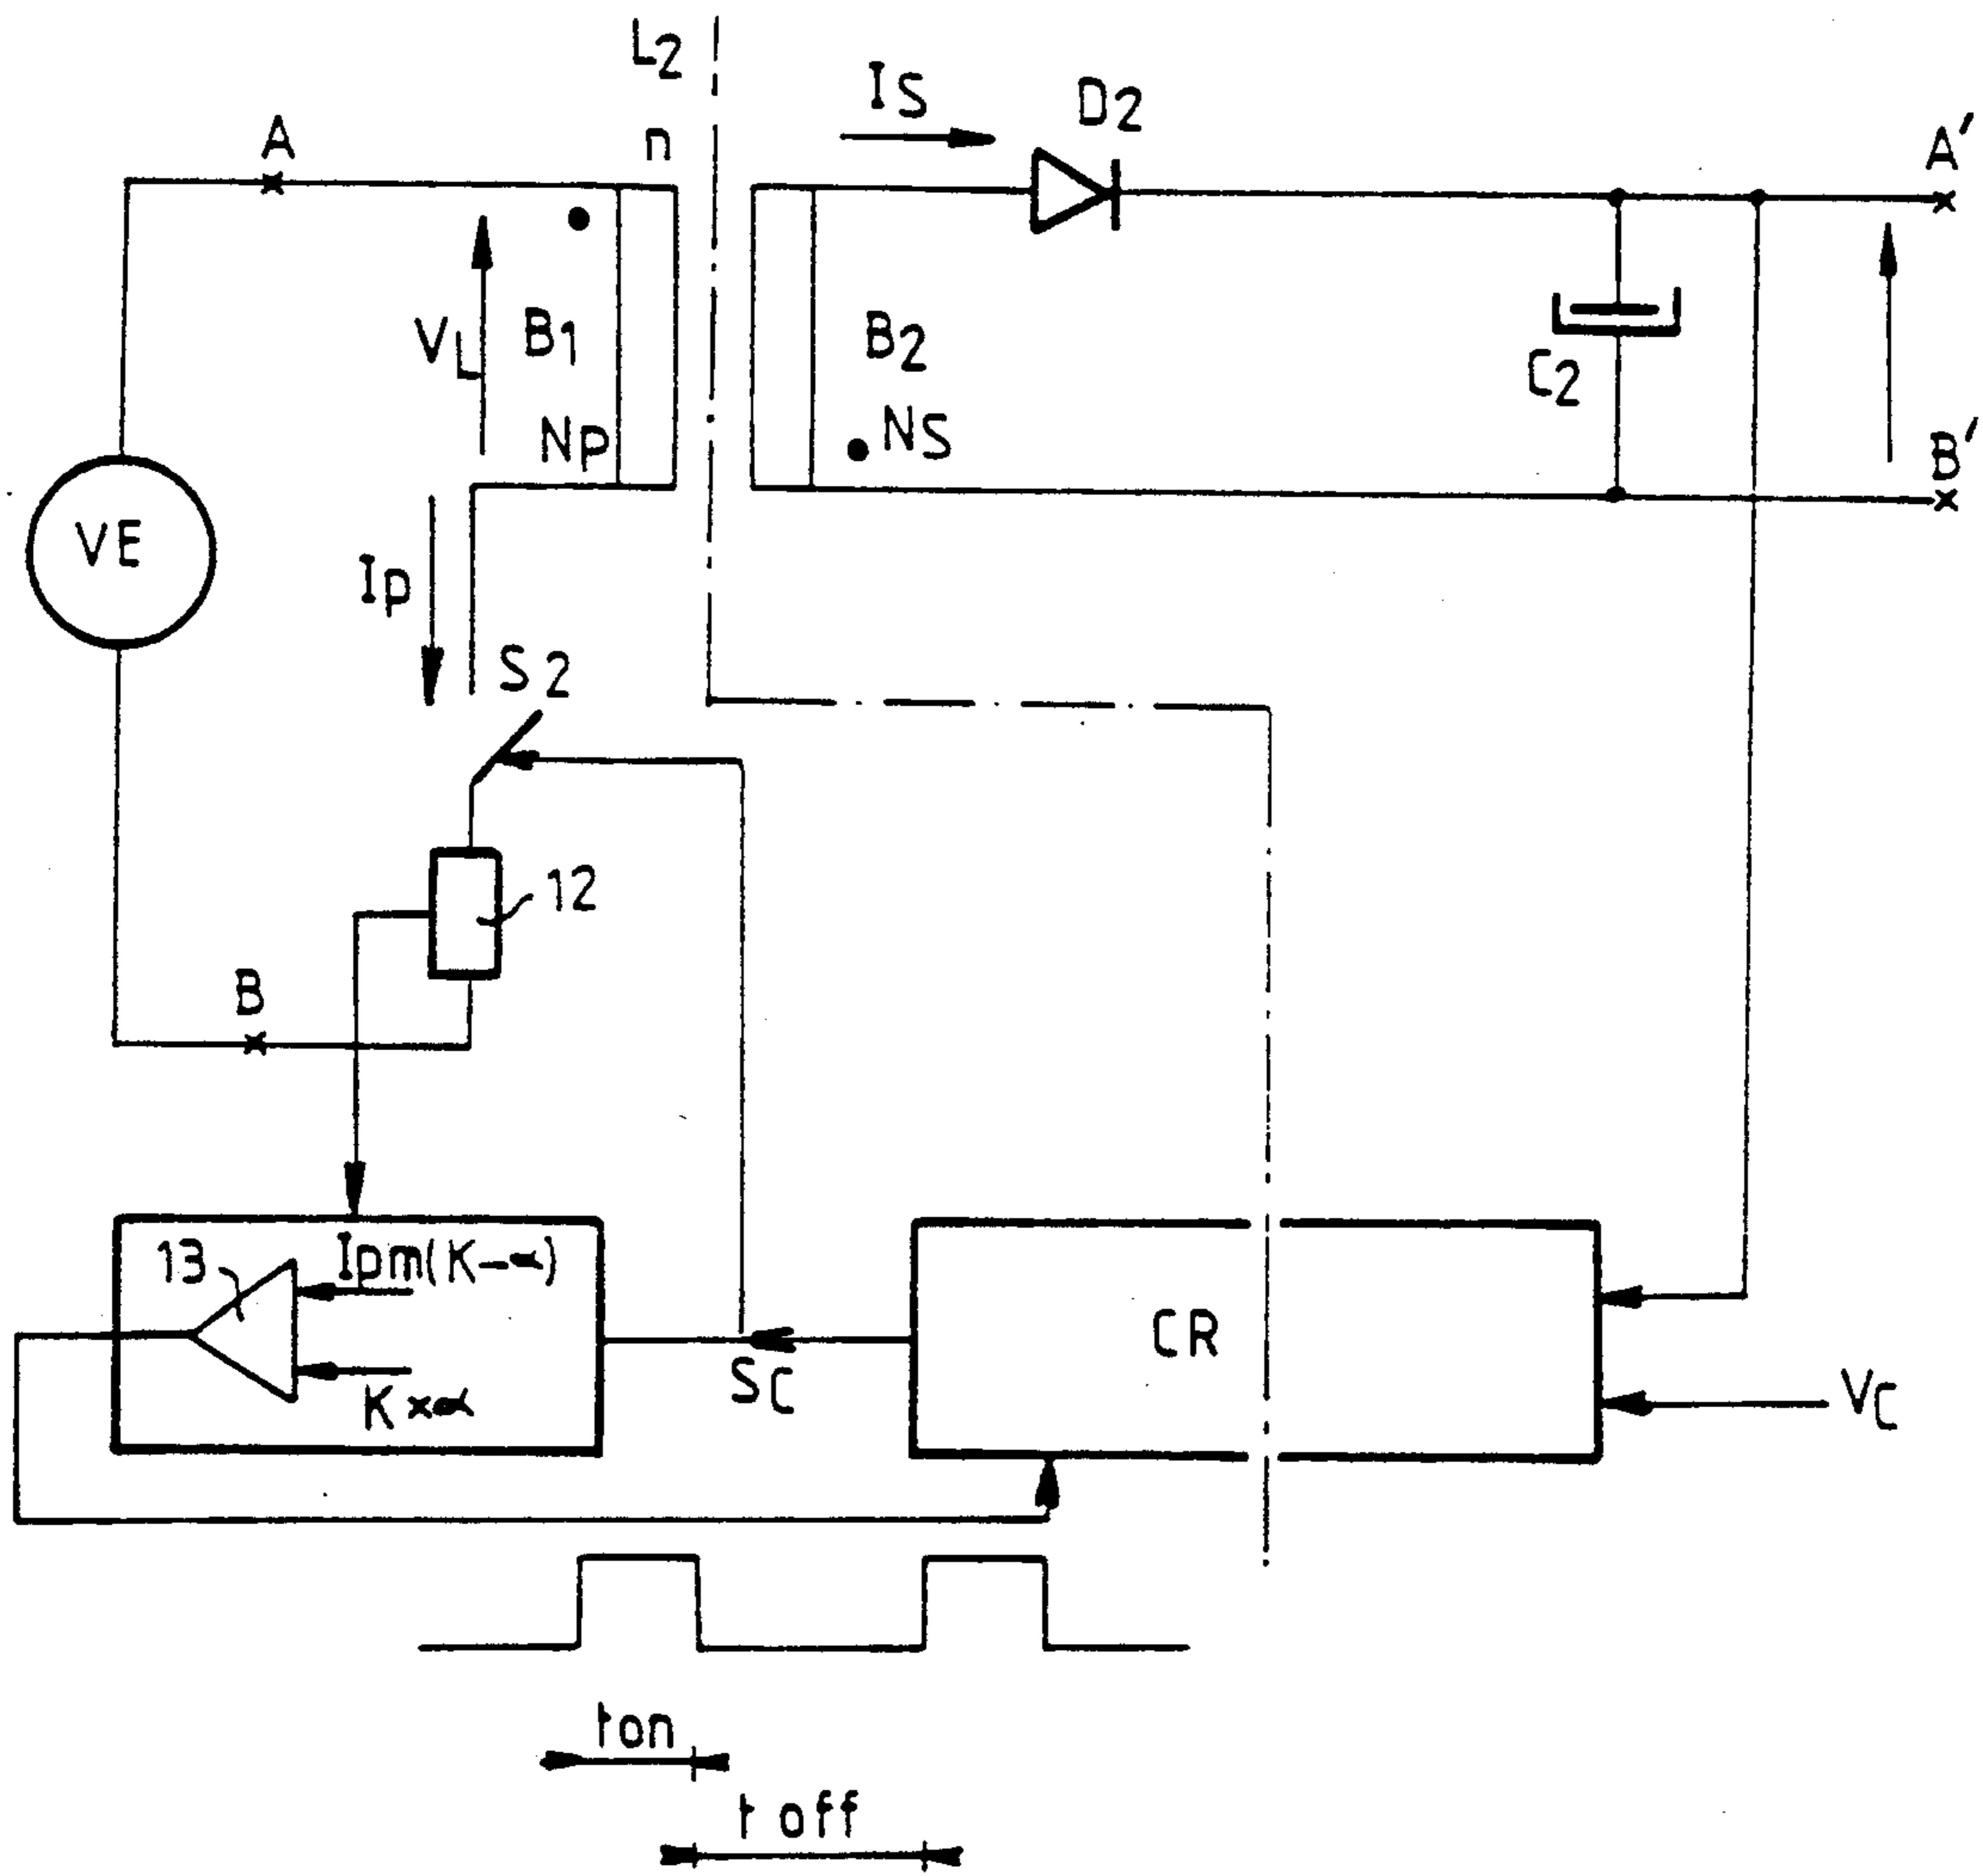 L2
n
IS
D2
A
A'
VL
B1
NP
B2
NS
C2
B'
VE
Ip
S2
12
B
13
Ipm(K-α)
K×α
SC
CR
VC
ton
t off